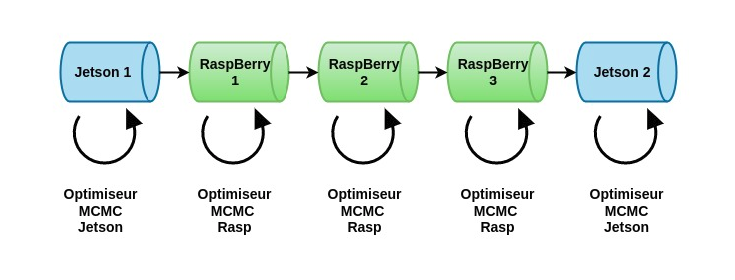 Jetson 1
RaspBerry
1
RaspBerry
2
RaspBerry
3
Jetson 2
Optimiseur
MCMC
Jetson
Optimiseur
MCMC
Rasp
Optimiseur
MCMC
Rasp
Optimiseur
MCMC
Rasp
Optimiseur
MCMC
Jetson